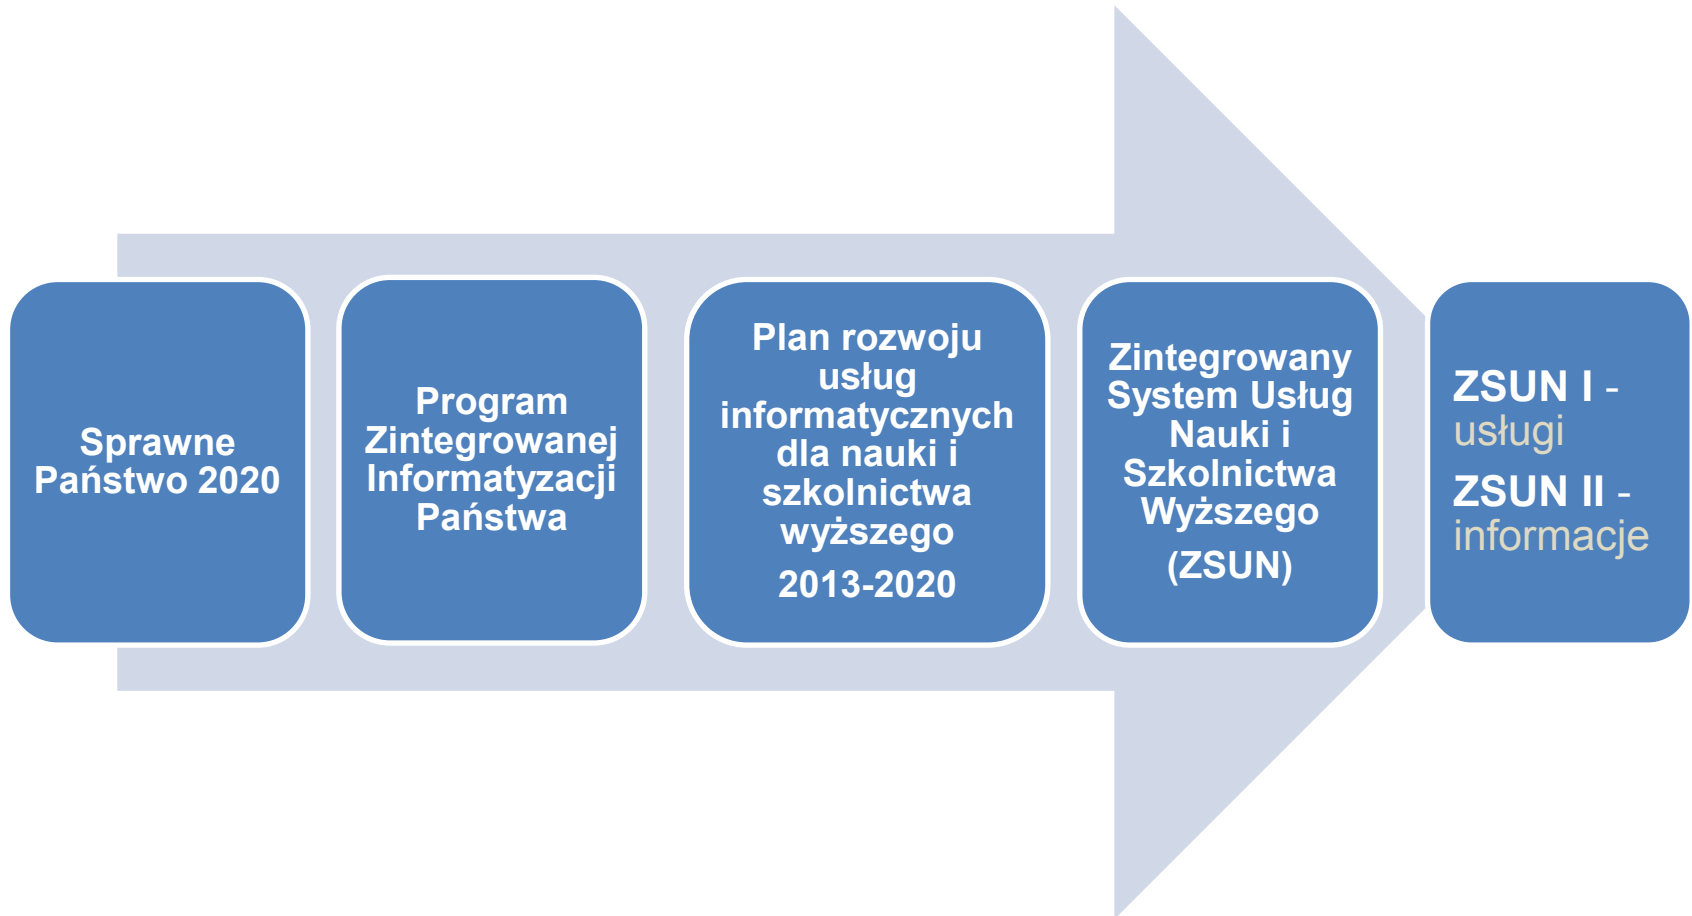 Sprawne
Państwo 2020
Program
Zintegrowanej
Informatyzacji
Państwa
Plan rozwoju
usług
informatycznych
dla nauki i
szkolnictwa
wyższego
2013-2020
Zintegrowany
System Usług
Nauki i
Szkolnictwa
Wyższego
(ZSUN)
ZSUN I -
usługi
ZSUN II -
informacje